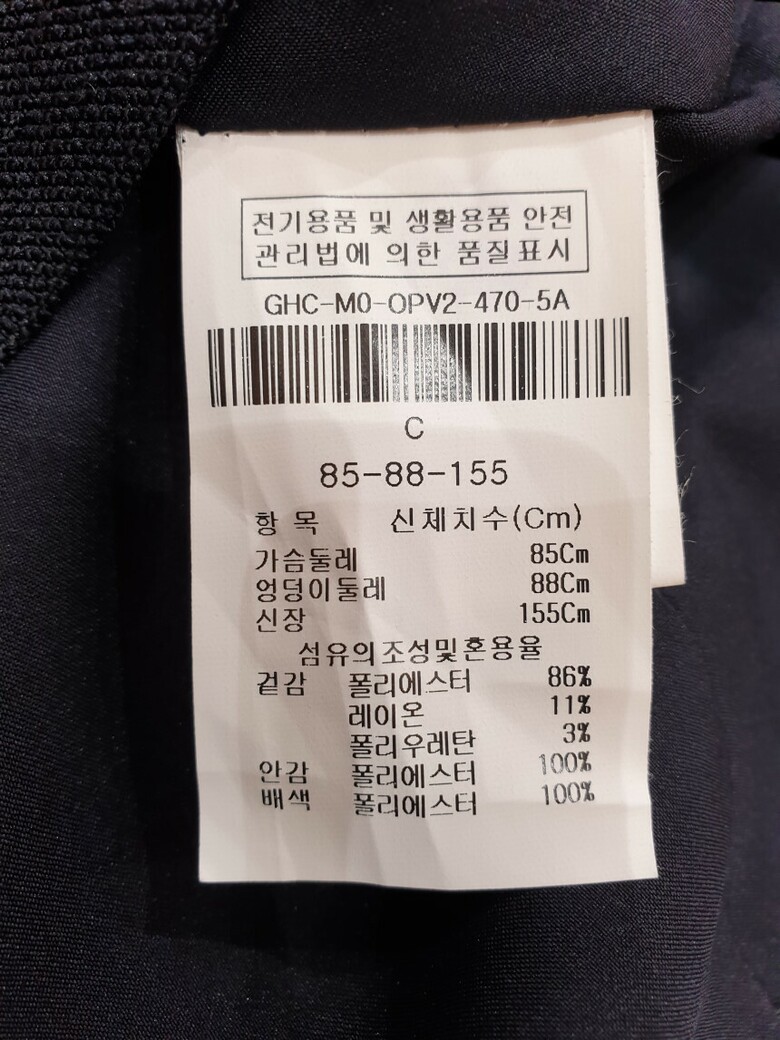 전기용품 및 생활용품 안전
관리법에 의한 품질표시
GHC-MO-OPV2-470-5A
C
85-88-155
항 목 신체치수(Cm)
가슴둘레 85Cm
엉덩이둘레 88Cm
신장 155Cm
섬유의조성및혼용율
겉감 폴리에스터 86%
레이온 11%
폴리우레탄 3%
안감 폴리에스터 100%
배색 폴리에스터 100%